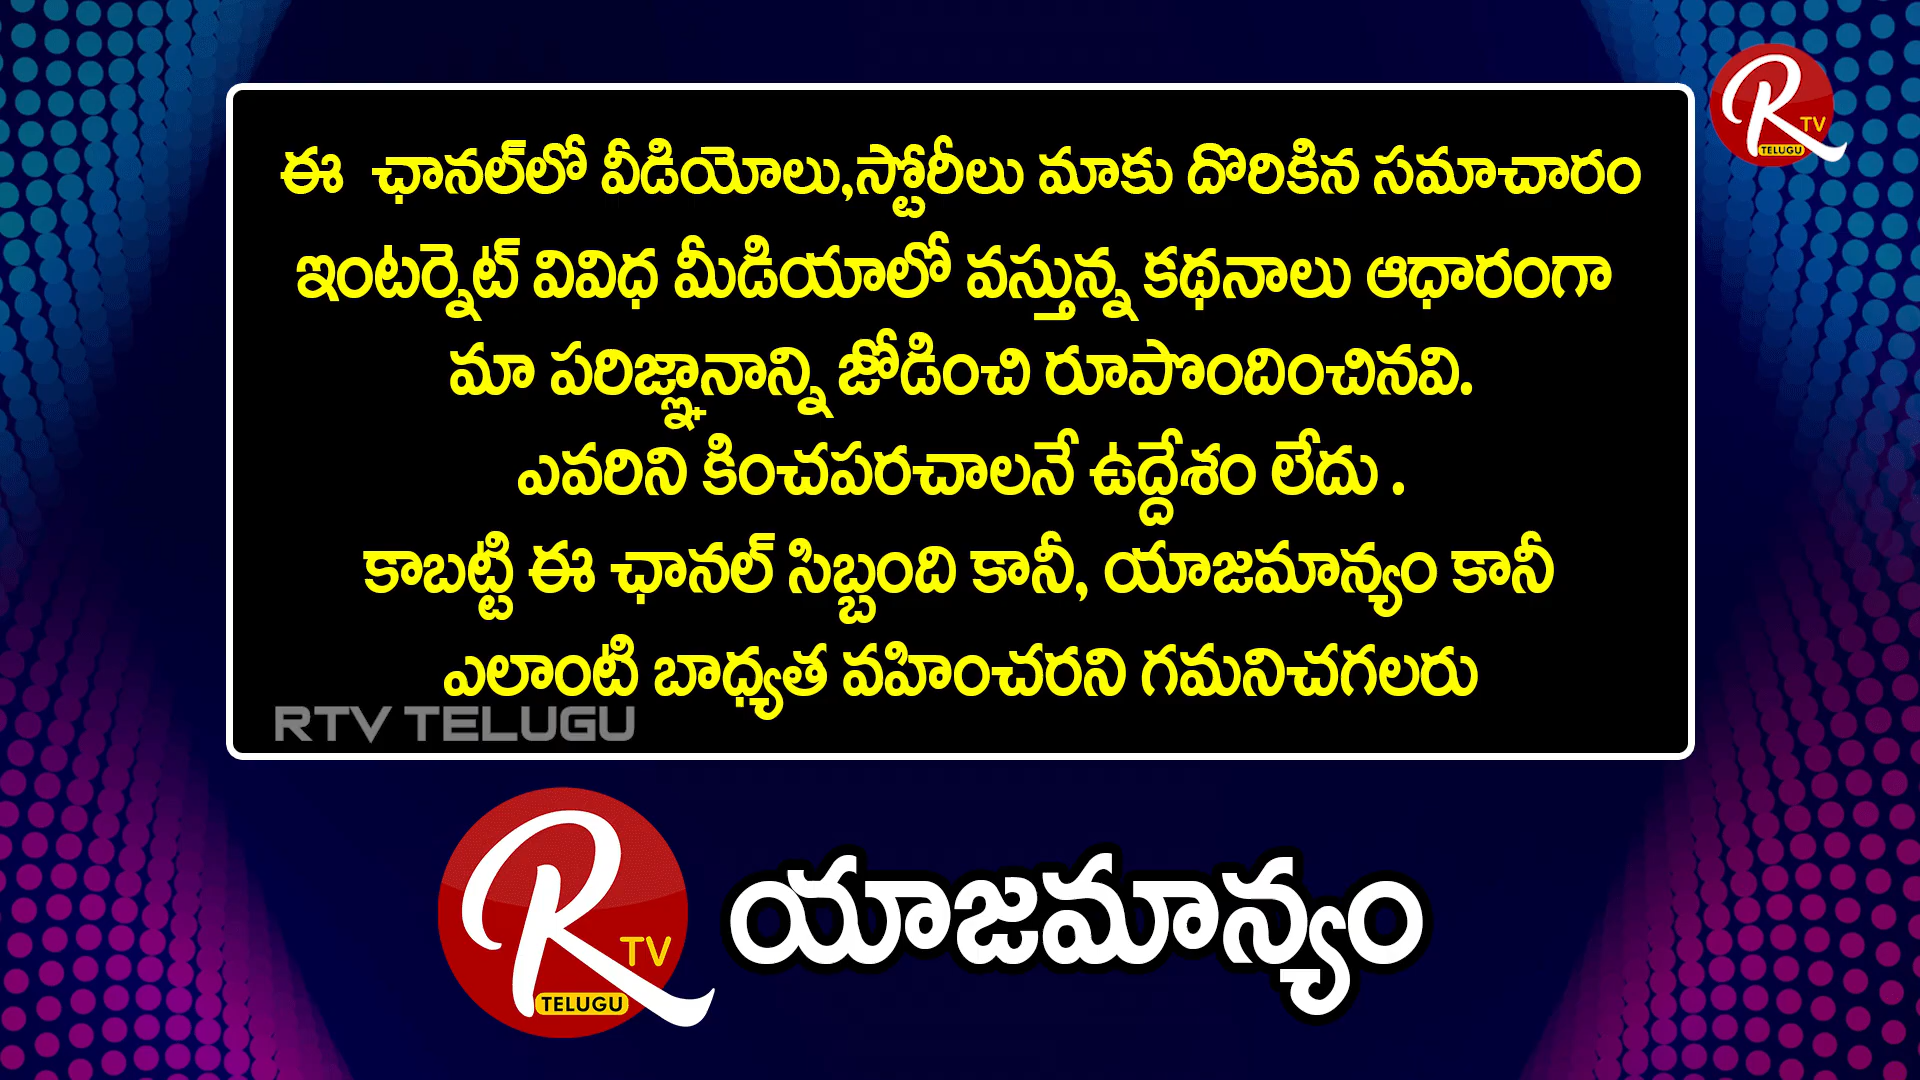 ఈ ఛానల్‌లో వీడియోలు,స్టోరీలు మాకు దొరికిన సమాచారం
ఇంటర్నెట్ వివిధ మీడియాలో వస్తున్న కథనాలు ఆధారంగా
మా పరిజ్ఞానాన్ని జోడించి రూపొందించినవి.
ఎవరిని కించపరచాలనే ఉద్దేశం లేదు .
కాబట్టి ఈ ఛానల్ సిబ్బంది కానీ, యాజమాన్యం కానీ
ఎలాంటి బాధ్యత వహించరని గమనిచగలరు
RTV TELUGU
R TV TELUGU
R TV TELUGU
యాజమాన్యం